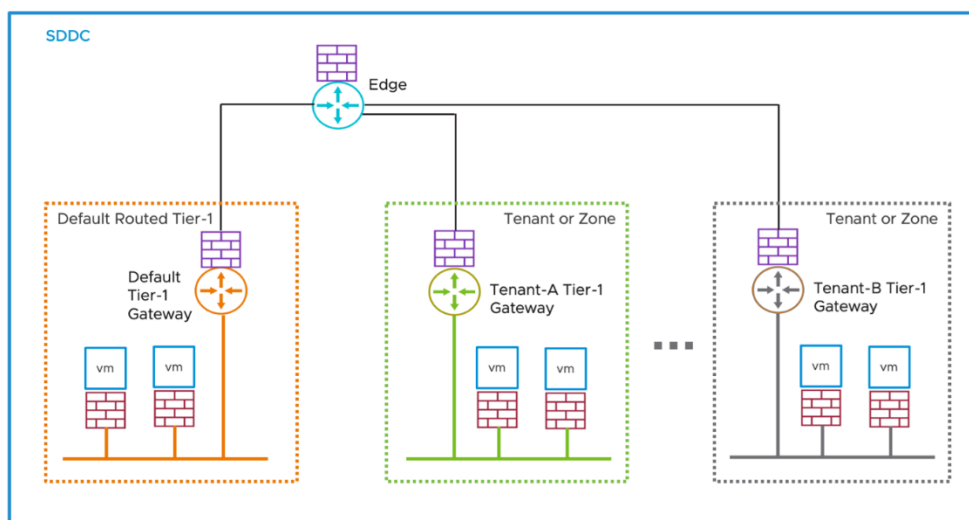 SDDC
Edge
Default Routed Tier-1
Tenant or Zone
Tenant or Zone
Default
Tier-1
Gateway
Tenant-A Tier-1
Gateway
Tenant-B Tier-1
Gateway
vm
vm
vm
vm
vm
vm